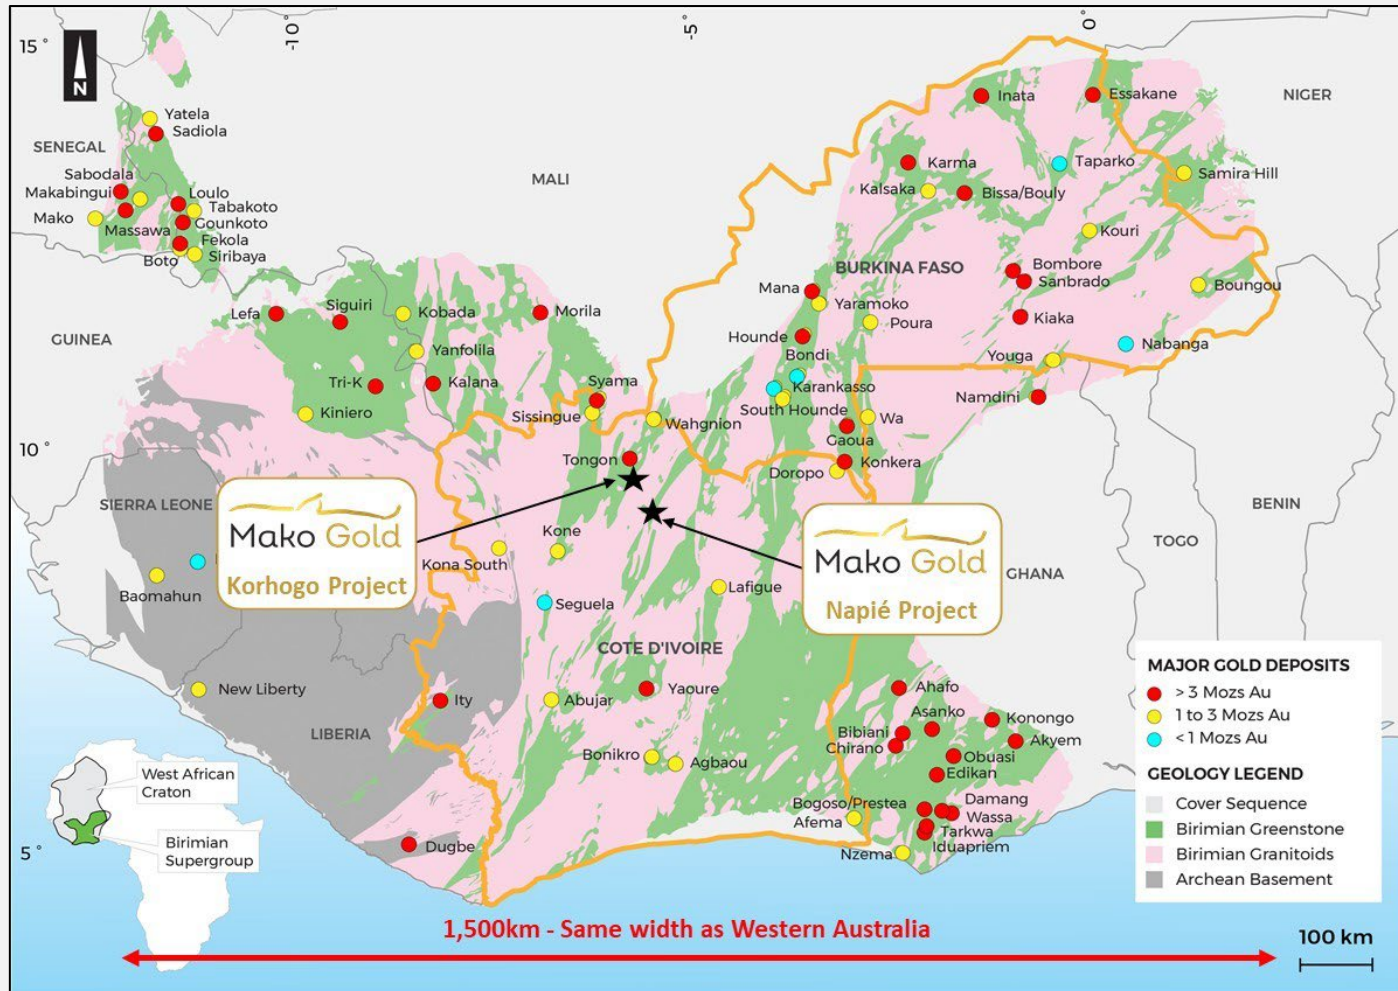 -10°
-5°
0
15°
N
NIGER
Yatela
Sadiola
Inata
Essakane
SENEGAL
MALI
Karma
Taparko
Samira Hill
Sabodala
Makabingui
Loulo
Kalsaka
Bissa/Bouly
Mako
Tabakoto
Massawa
Gounkoto
Kouri
Fekola
Boto
Siribaya
BURKINA FASO
Bombore
Sanbrado
Boungou
Mana
Yaramoko
Siguiri
Lefa
Kobada
Morila
Kiaka
Poura
GUINEA
Hounde
Nabanga
Yanfolila
Bondi
Youga
Tri-K
Kalana
Syama
Karankasso
Namdini
Kiniero
Sissingue
South Hounde
Wahgnion
Wa
Gaoua
10°
Tongon
Konkera
Doropo
SIERRA LEONE
BENIN
Mako Gold
Korhogo Project
Kone
Kona South
Mako Gold
Napié Project
TOGO
GHANA
Baomahun
Lafigue
Seguela
COTE D'IVOIRE
MAJOR GOLD DEPOSITS
> 3 Mozs Au
1 to 3 Mozs Au
< 1 Mozs Au
GEOLOGY LEGEND
Cover Sequence
Birimian Greenstone
Birimian Granitoids
Archean Basement
New Liberty
Ity
Abujar
Yaoure
Ahafo
LIBERIA
Asanko
Konongo
Bibiani
Chirano
Akyem
Bonikro
Agbaou
Obuasi
Edikan
West African
Craton
Bogoso/Prestea
Damang
Afema
Wassa
Tarkwa
Iduapriem
Birimian
Supergroup
5°
Dugbe
Nzema
1,500km - Same width as Western Australia
100 km